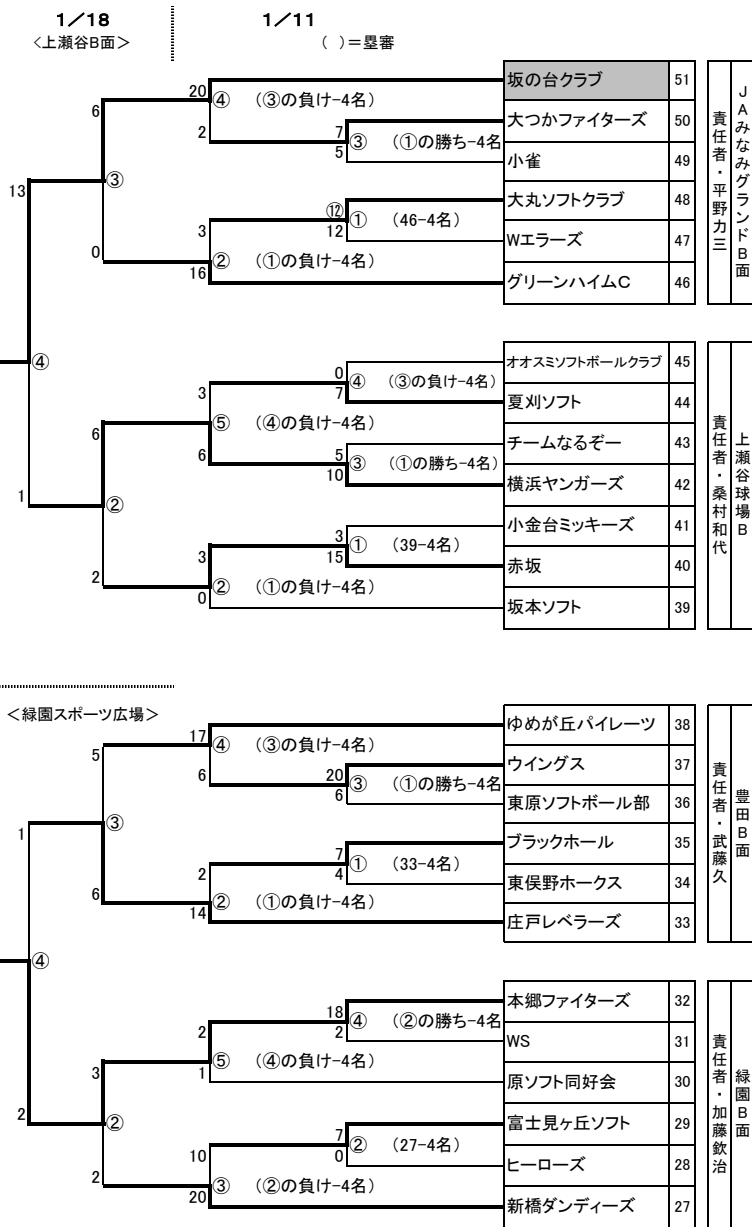 1/18
<上瀬谷B面>
1/11
( )=塁審
坂の台クラブ 51
20 ④ (③の負け-4名)
6
大つかファイターズ 50
2
7 ③ (①の勝ち-4名
5
小雀 49
13
③
大丸ソフトクラブ 48
⑫ ① (46-4名)
3
12
Wエラーズ 47
0
② (①の負け-4名)
16
グリーンハイムC 46
責任者・平野力三
JAみなみグランドB面
④
オオスミソフトボールクラブ 45
0 ④ (③の負け-4名)
3
7
夏刈ソフト 44
⑤ (④の負け-4名)
6
チームなるぞー 43
6
5 ③ (①の勝ち-4名)
10
横浜ヤンガーズ 42
1
②
小金台ミッキーズ 41
3 ① (39-4名)
3
15
赤坂 40
2
② (①の負け-4名)
0
坂本ソフト 39
責任者・桑村和代
上瀬谷球場B
<緑園スポーツ広場>
ゆめが丘パイレーツ 38
17 ④ (③の負け-4名)
5
ウイングス 37
6
20 ③ (①の勝ち-4名
6
東原ソフトボール部 36
1
③
ブラックホール 35
7 ① (33-4名)
2
4
東俣野ホークス 34
6
② (①の負け-4名)
14
庄戸レベラーズ 33
責任者・武藤久
豊田B面
④
本郷ファイターズ 32
18 ④ (②の勝ち-4名
2
2
WS 31
3
⑤ (④の負け-4名)
1
原ソフト同好会 30
2
②
富士見ヶ丘ソフト 29
7 ② (27-4名)
10
0
ヒーローズ 28
2
③ (②の負け-4名)
20
新橋ダンディーズ 27
責任者・加藤欽治
緑園B面